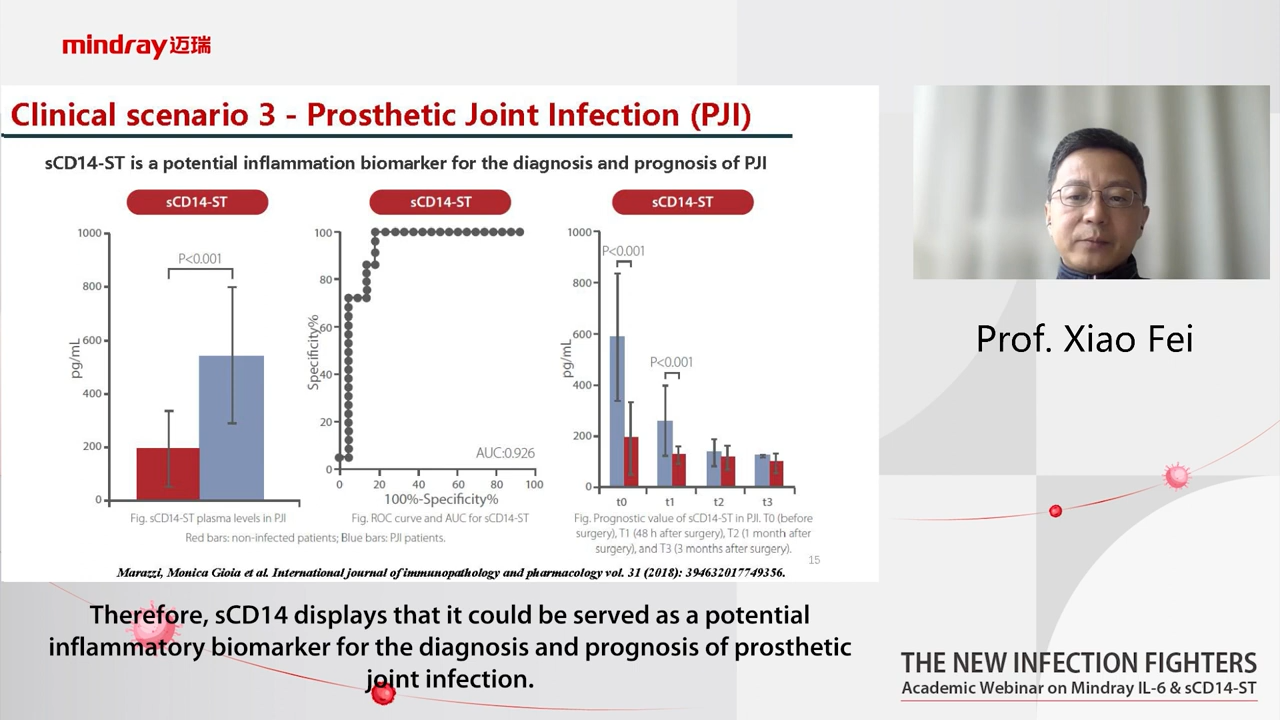 mindray迈瑞
Clinical scenario 3 - Prosthetic Joint Infection (PJI)
sCD14-ST is a potential inflammation biomarker for the diagnosis and prognosis of PJI
sCD14-ST
1000
800
600
400
200
0
pg/mL
P<0.001
Fig. sCD14-ST plasma levels in PJI
sCD14-ST
100
80
60
40
20
0
Specificity%
AUC:0.926
0 20 40 60 80 100
100%-Specificity%
Fig. ROC curve and AUC for sCD14-ST
Red bars: non-infected patients; Blue bars: PJI patients.
sCD14-ST
1000
800
600
400
200
0
pg/mL
P<0.001
P<0.001
t0 t1 t2 t3
Fig. Prognostic value of sCD14-ST in PJI. T0 (before
surgery), T1 (48 h after surgery), T2 (1 month after
surgery), and T3 (3 months after surgery).
15
Marazzi, Monica Gioia et al. International journal of immunopathology and pharmacology vol. 31 (2018): 394632017749356.
Prof. Xiao Fei
Therefore, sCD14 displays that it could be served as a potential
inflammatory biomarker for the diagnosis and prognosis of prosthetic
joint infection.
THE NEW INFECTION FIGHTERS
Academic Webinar on Mindray IL-6 & sCD14-ST